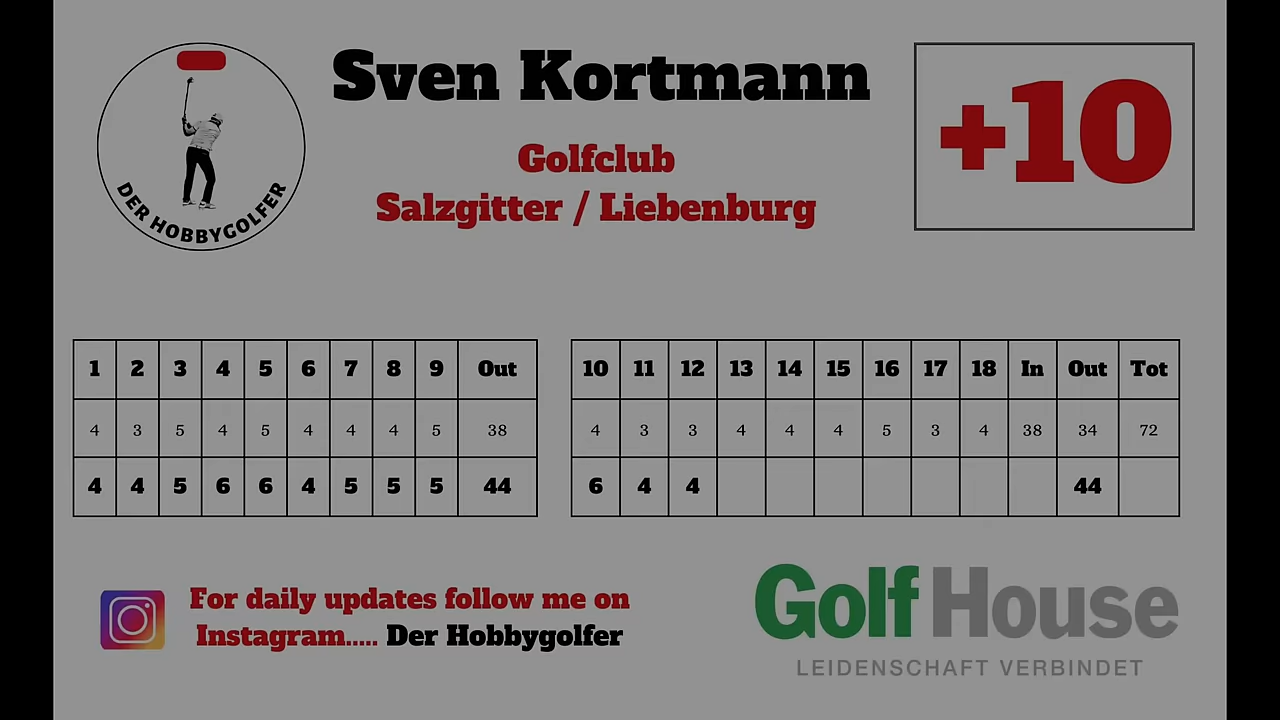 DER HOBBYGOLFER
Sven Kortmann
Golfclub
Salzgitter / Liebenburg
+10
1 2 3 4 5 6 7 8 9 Out
4 3 5 4 5 4 4 4 5 38
4 4 5 6 6 4 5 5 5 44
10 11 12 13 14 15 16 17 18 In Out Tot
4 3 3 4 4 4 5 3 4 38 34 72
6 4 4 44
For daily updates follow me on
Instagram..... Der Hobbygolfer
GolfHouse
LEIDENSCHAFT VERBINDET